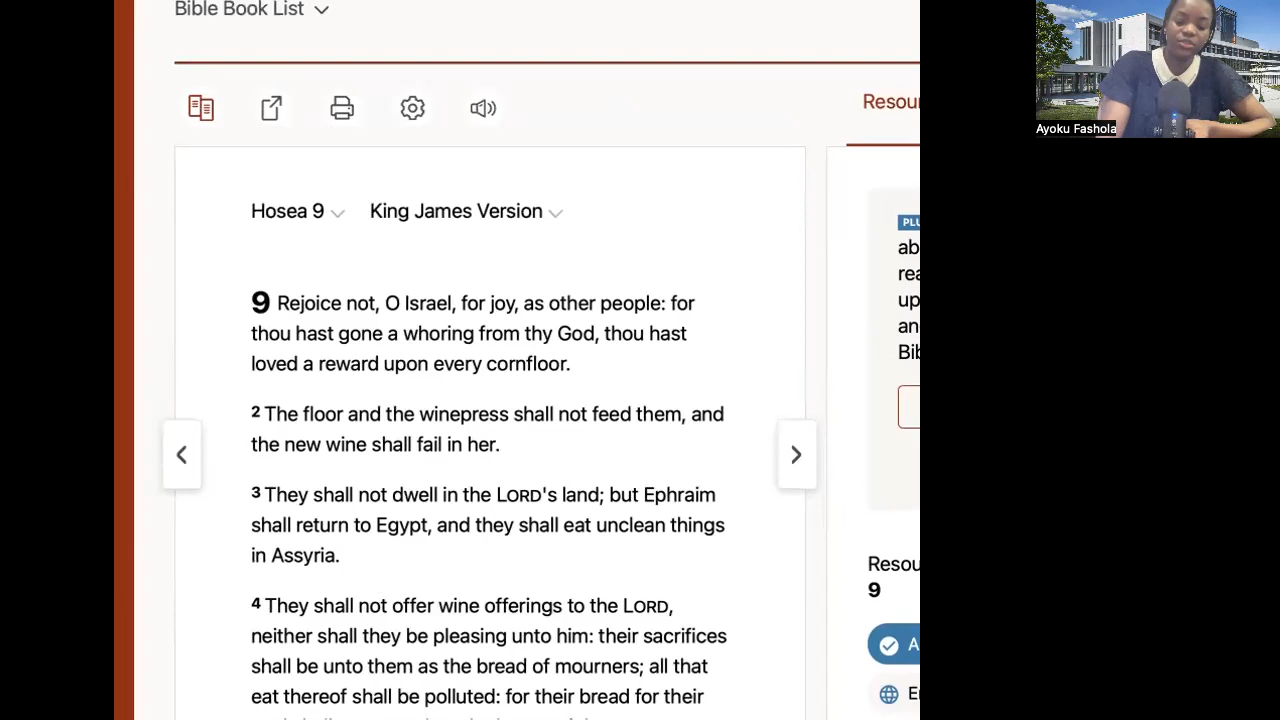 Bible Book List
Resou
Ayoku Fashola
Hosea 9 King James Version
9 Rejoice not, O Israel, for joy, as other people: for
thou hast gone a whoring from thy God, thou hast
loved a reward upon every cornfloor.
2 The floor and the winepress shall not feed them, and
the new wine shall fail in her.
3 They shall not dwell in the LORD's land; but Ephraim
shall return to Egypt, and they shall eat unclean things
in Assyria.
4 They shall not offer wine offerings to the LORD,
neither shall they be pleasing unto him: their sacrifices
shall be unto them as the bread of mourners; all that
eat thereof shall be polluted: for their bread for their
PLU
ab
rea
up
an
Bib
Resou
9
A